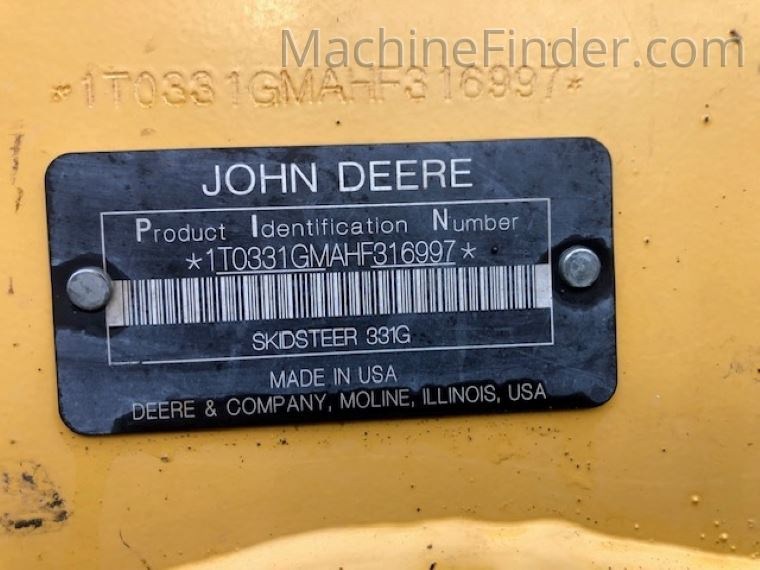 MachineFinder.com
*1T0331GMAHF316997*
JOHN DEERE
Product Identification Number
*1T0331GMAHF316997*
SKIDSTEER 331G
MADE IN USA
DEERE & COMPANY, MOLINE, ILLINOIS, USA